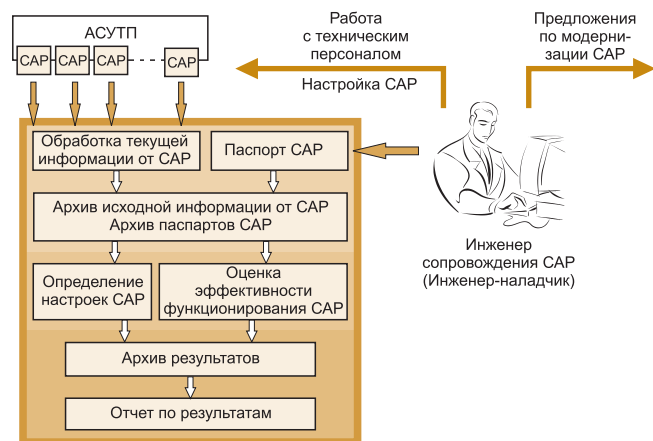 АСУТП
САР САР САР САР
Работа
с техническим
персоналом
Настройка САР
Предложения
по модерни-
зации САР
Обработка текущей
информации от САР
Паспорт САР
Архив исходной информации от САР
Архив паспартов САР
Определение
настроек САР
Оценка
эффективности
функционирования САР
Архив результатов
Отчет по результатам
Инженер
сопровождения САР
(Инженер-наладчик)